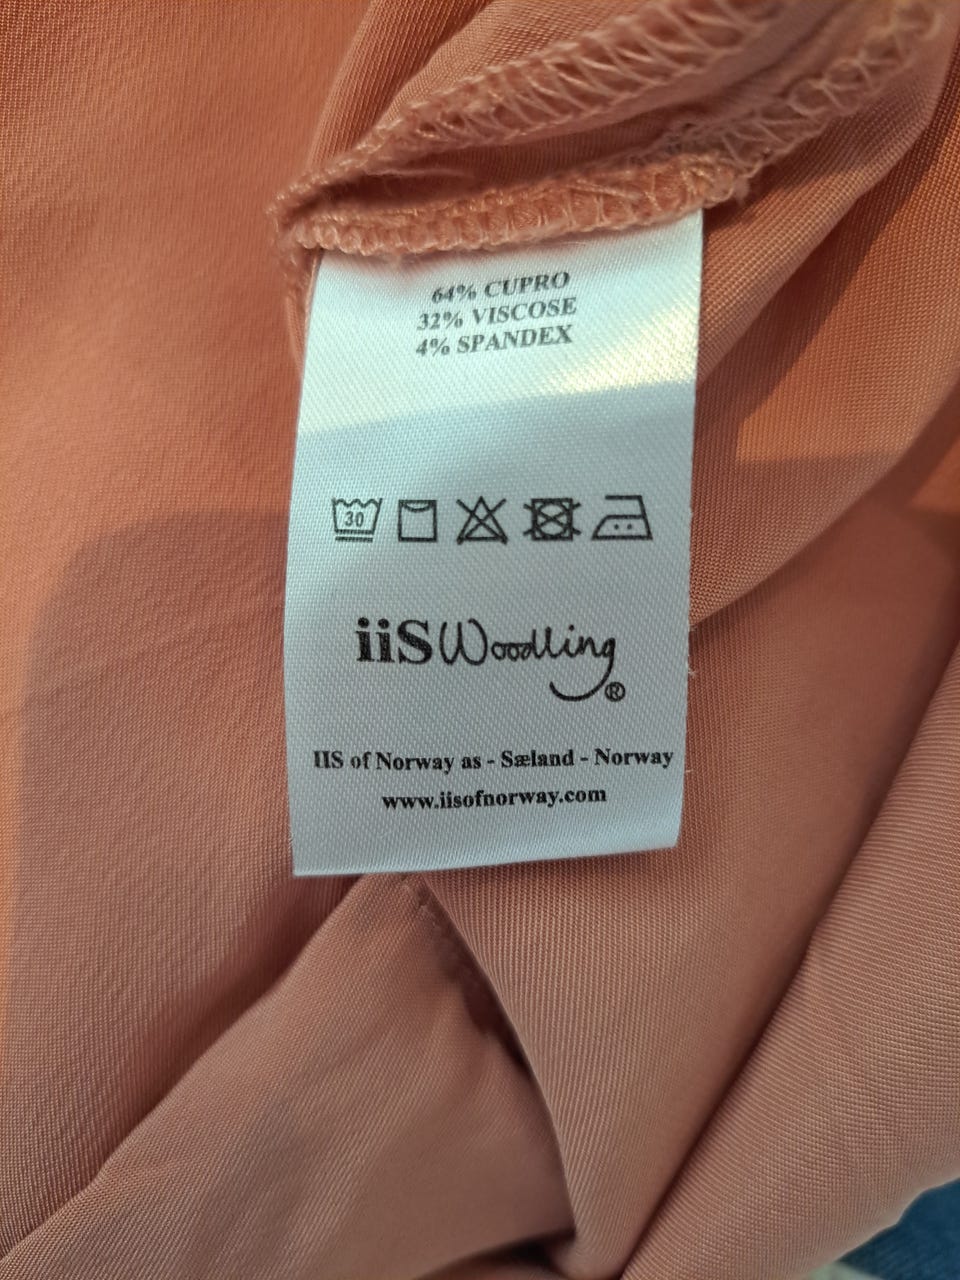 64% CUPRO
32% VISCOSE
4% SPANDEX
30
iiS Woodling
®
IIS of Norway as - Sæland - Norway
www.iisofnorway.com